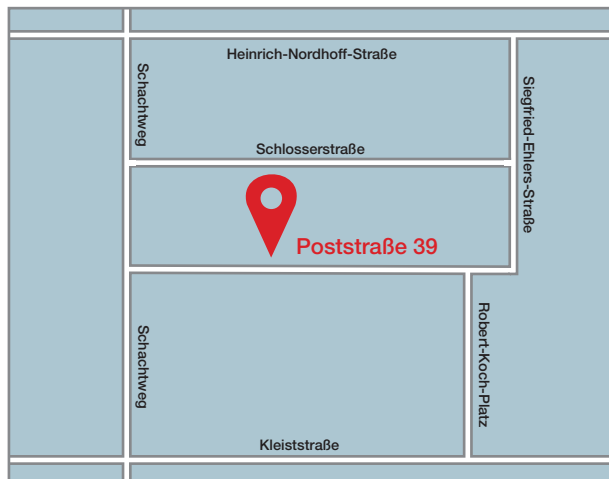 Heinrich-Nordhoff-Straße
Schachtweg
Siegfried-Ehlers-Straße
Schlosserstraße
Poststraße 39
Schachtweg
Robert-Koch-Platz
Kleiststraße